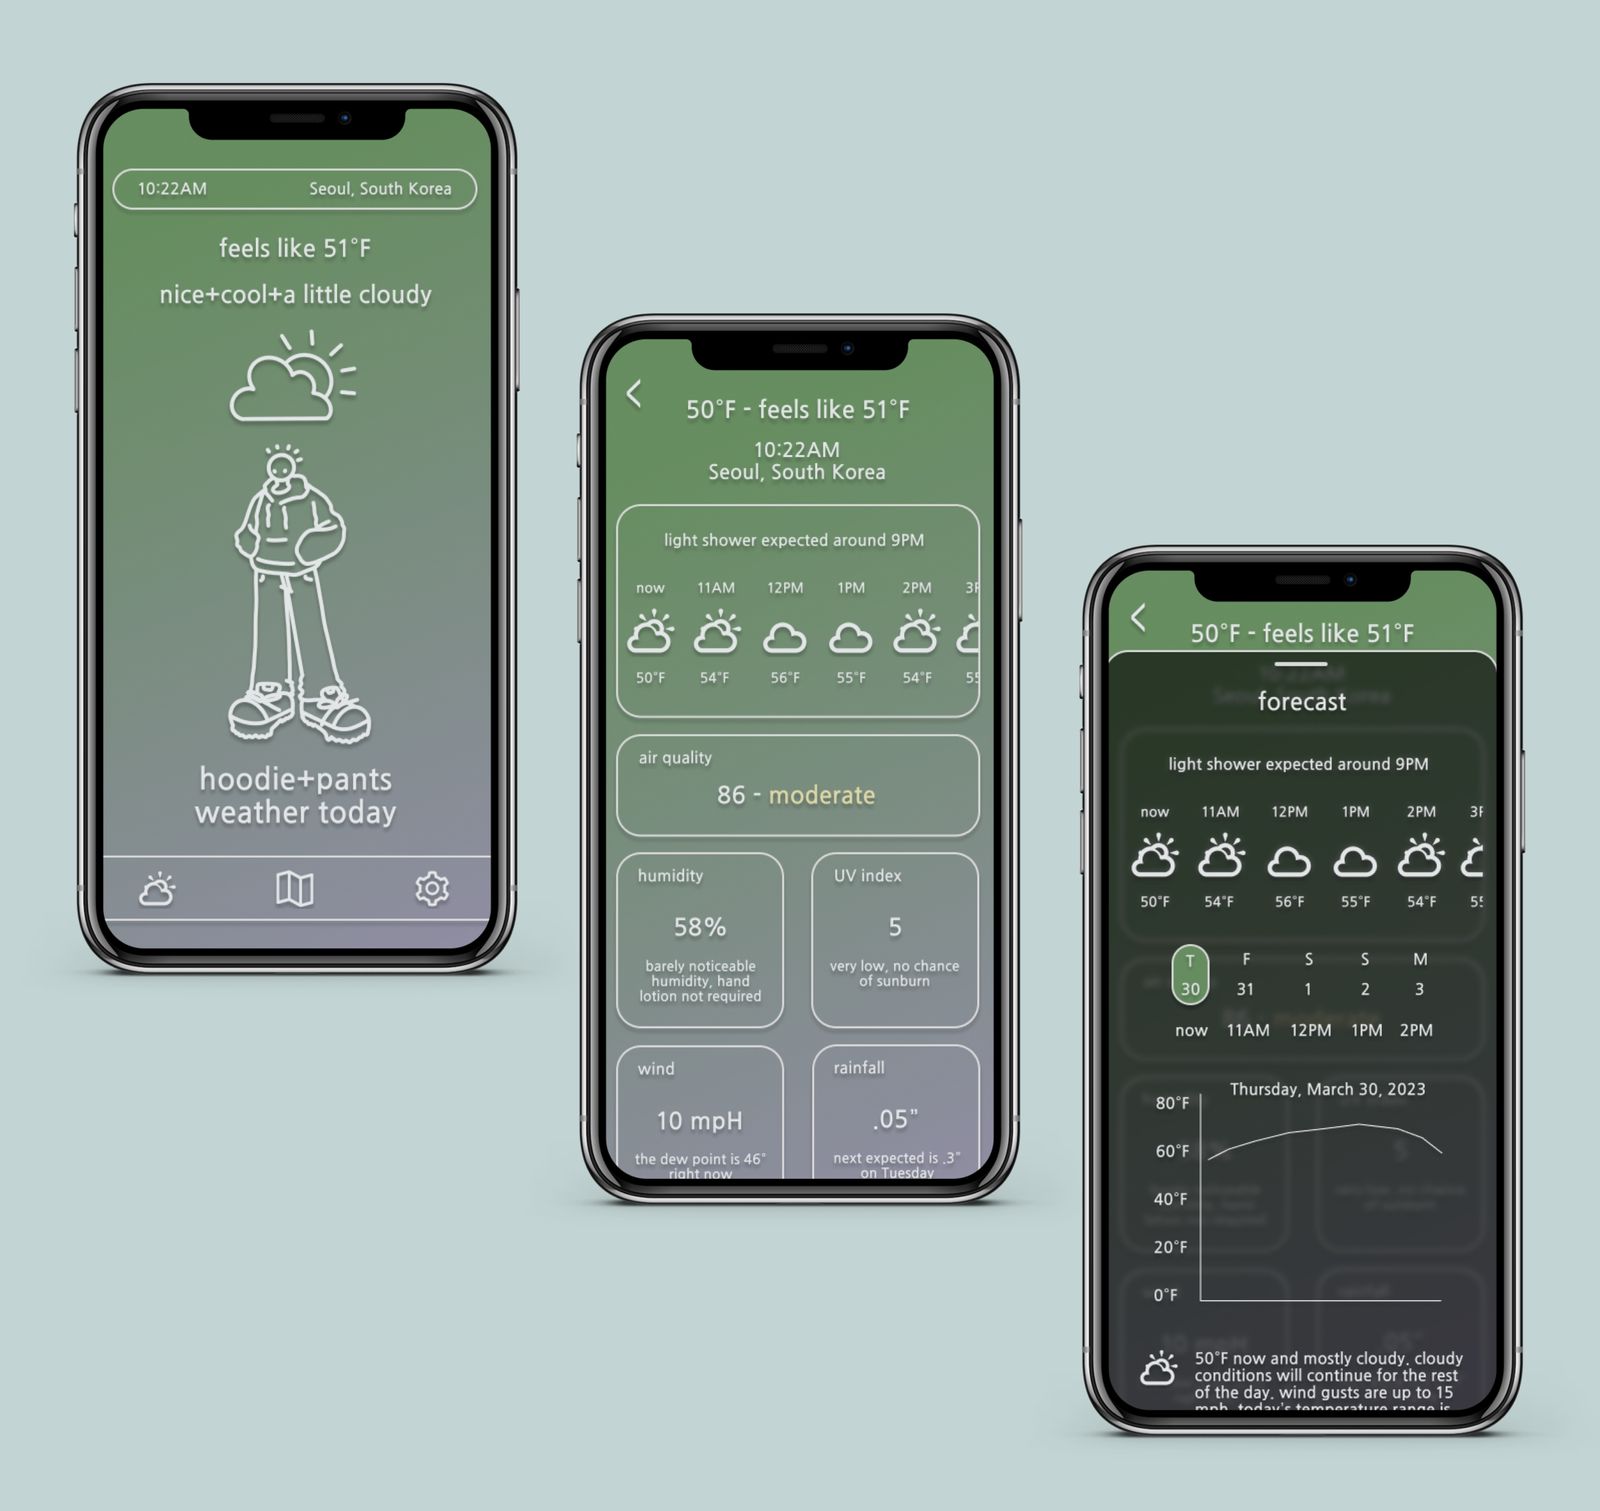 10:22AM Seoul, South Korea
feels like 51°F
nice+cool+a little cloudy
hoodie+pants
weather today
50°F - feels like 51°F
10:22AM
Seoul, South Korea
light shower expected around 9PM
now 11AM 12PM 1PM 2PM
50°F 54°F 56°F 55°F 54°F 55
air quality
86 - moderate
humidity
58%
barely noticeable
humidity, hand
lotion not required
UV index
5
very low, no chance
of sunburn
wind
10 mpH
the dew point is 46°
right now
rainfall
.05"
next expected is .3"
on Tuesday
50°F - feels like 51°F
forecast
light shower expected around 9PM
now 11AM 12PM 1PM 2PM
50°F 54°F 56°F 55°F 54°F 55
T F S S M
30 31 1 2 3
now 11AM 12PM 1PM 2PM
Thursday, March 30, 2023
80°F
60°F
40°F
20°F
0°F
50°F now and mostly cloudy. cloudy
conditions will continue for the rest
of the day. wind gusts are up to 15
mph. today's temperature range is